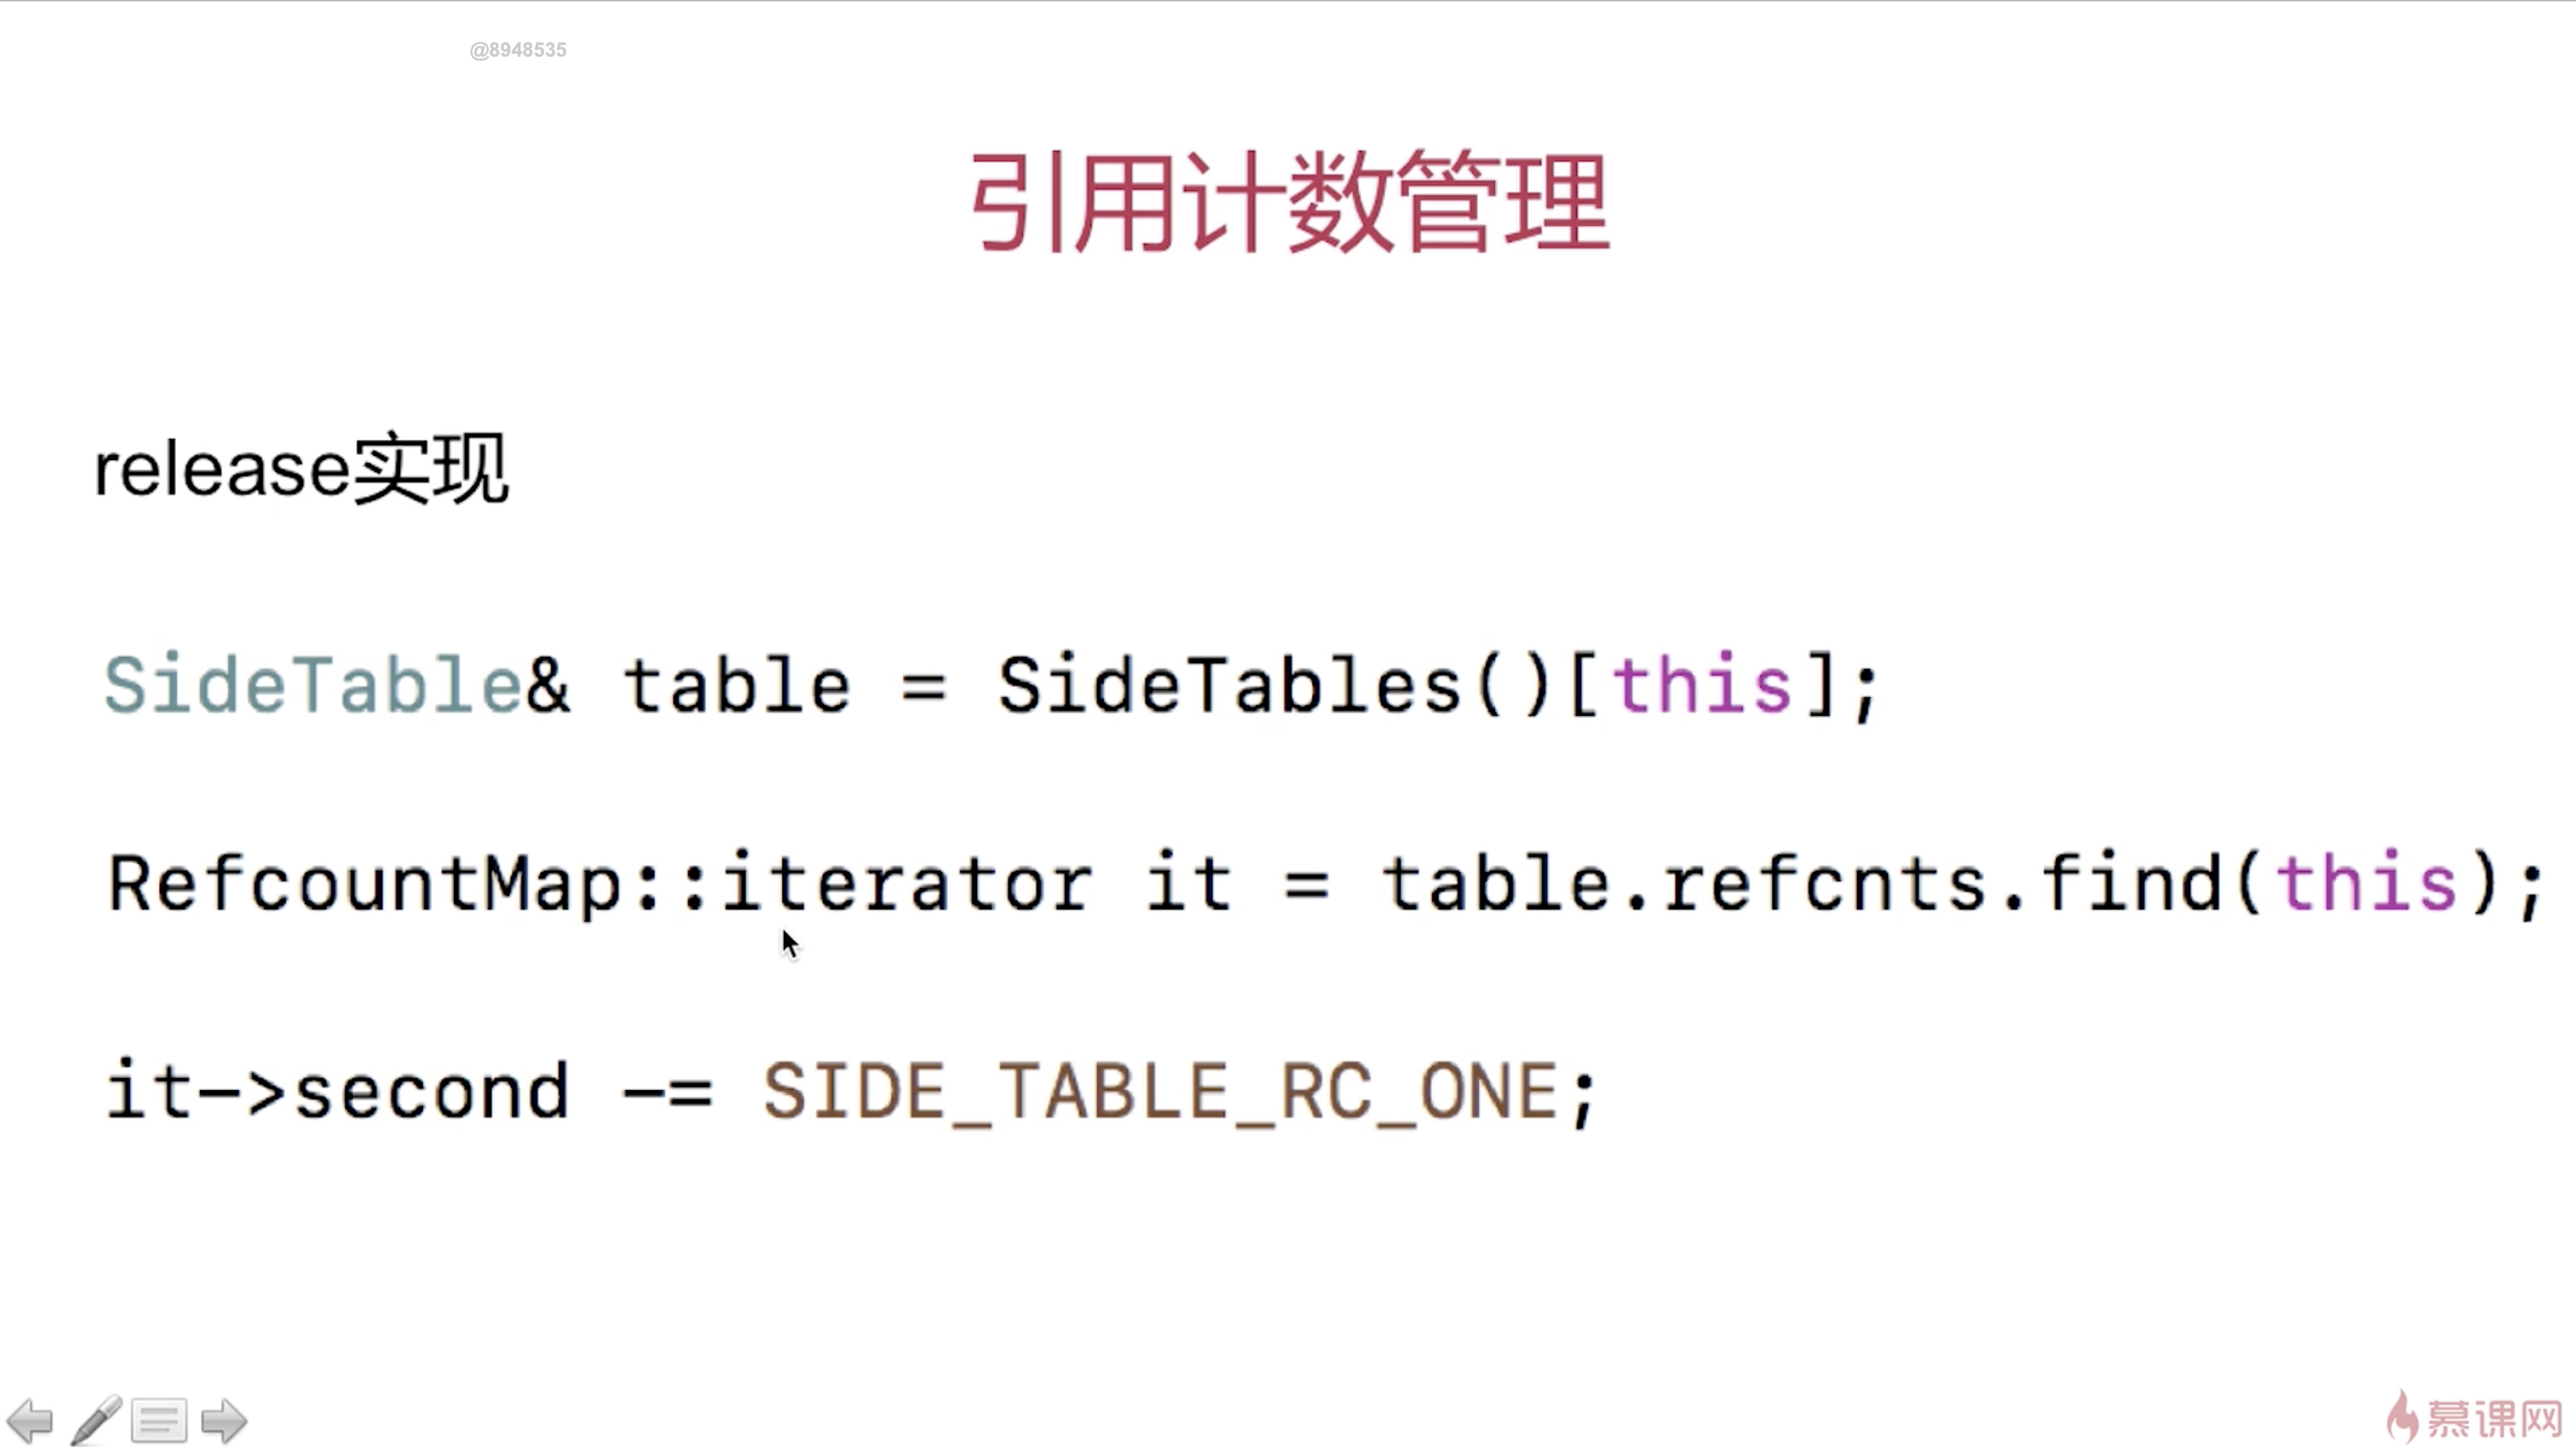 @8948535
引用计数管理
release实现
SideTable& table = SideTables()[this];
RefcountMap::iterator it = table.refcnts.find(this);
it->second -= SIDE_TABLE_RC_ONE;
慕课网